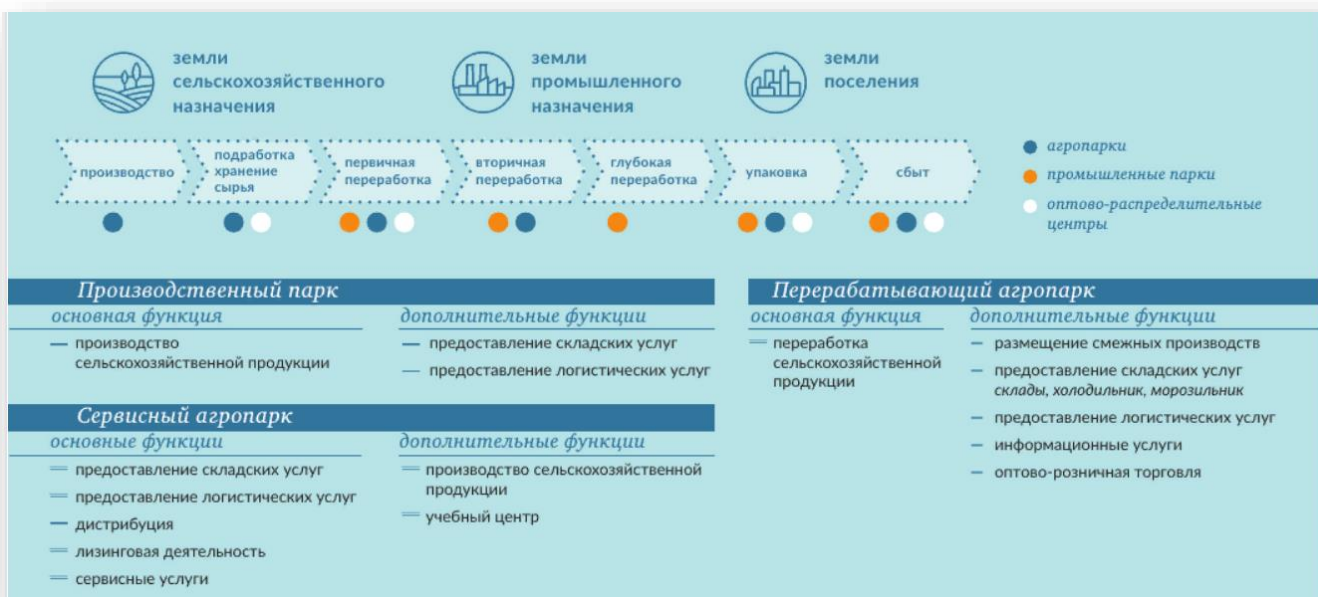 земли
сельскохозяйственного
назначения
земли
промышленного
назначения
земли
поселения
производство
подработка
хранение
сырья
первичная
переработка
вторичная
переработка
глубокая
переработка
упаковка
сбыт
агропарки
промышленные парки
оптово-распределительные
центры
Производственный парк
основная функция
— производство
сельскохозяйственной продукции
дополнительные функции
— предоставление складских услуг
— предоставление логистических услуг
Сервисный агропарк
основные функции
— предоставление складских услуг
— предоставление логистических услуг
— дистрибуция
— лизинговая деятельность
— сервисные услуги
дополнительные функции
— производство сельскохозяйственной
продукции
— учебный центр
Перерабатывающий агропарк
основная функция
— переработка
сельскохозяйственной
продукции
дополнительные функции
— размещение смежных производств
— предоставление складских услуг
склады, холодильник, морозильник
— предоставление логистических услуг
— информационные услуги
— оптово-розничная торговля